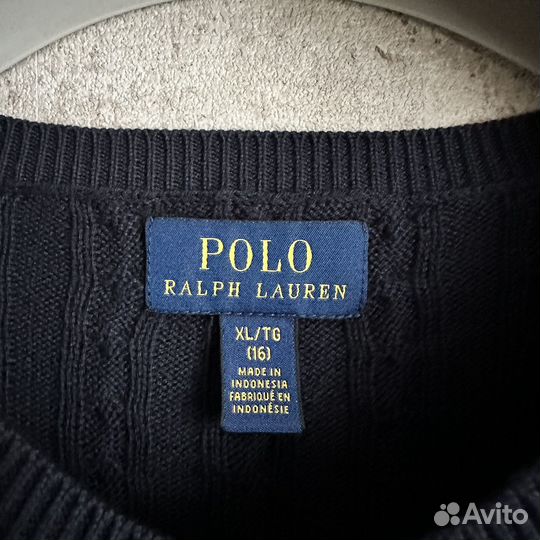 POLO
RALPH LAUREN
XL/TG
(16)
MADE IN
INDONESIA
FABRIQUÉ EN
INDONÉSIE
Avito